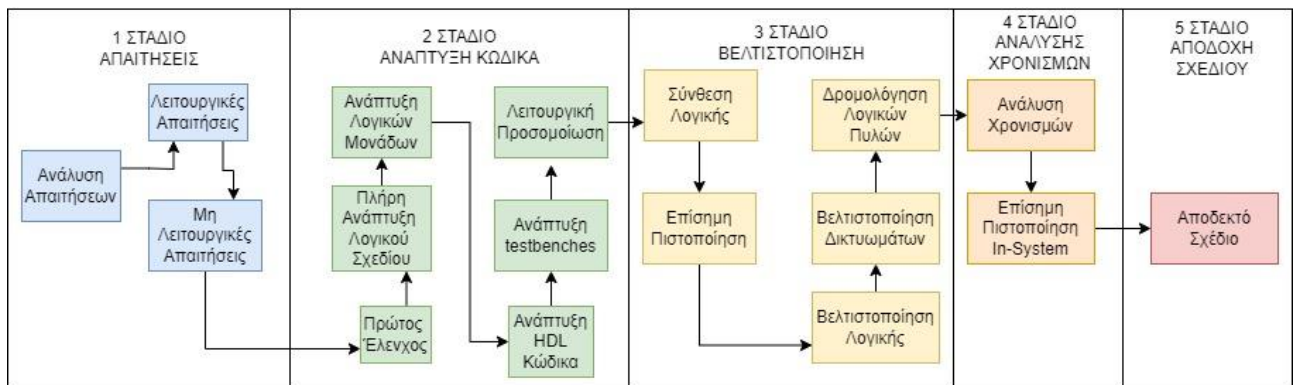 1 ΣΤΑΔΙΟ
ΑΠΑΙΤΗΣΕΙΣ
Λειτουργικές
Απαιτήσεις
Ανάλυση
Απαιτήσεων
Μη
Λειτουργικές
Απαιτήσεις
2 ΣΤΑΔΙΟ
ΑΝΑΠΤΥΞΗ ΚΩΔΙΚΑ
Ανάπτυξη
Λογικών
Μονάδων
Πλήρη
Ανάπτυξη
Λογικού
Σχεδίου
Πρώτος
Έλενχος
Λειτουργική
Προσομοίωση
Ανάπτυξη
testbenches
Ανάπτυξη
HDL
Κώδικα
3 ΣΤΑΔΙΟ
ΒΕΛΤΙΣΤΟΠΟΙΗΣΗ
Σύνθεση
Λογικής
Επίσημη
Πιστοποίηση
Δρομολόγηση
Λογικών
Πυλών
Βελτιστοποίηση
Δικτυωμάτων
Βελτιστοποίηση
Λογικής
4 ΣΤΑΔΙΟ
ΑΝΑΛΥΣΗΣ
ΧΡΟΝΙΣΜΩΝ
Ανάλυση
Χρονισμών
Επίσημη
Πιστοποίηση
In-System
5 ΣΤΑΔΙΟ
ΑΠΟΔΟΧΗ
ΣΧΕΔΙΟΥ
Αποδεκτό
Σχέδιο